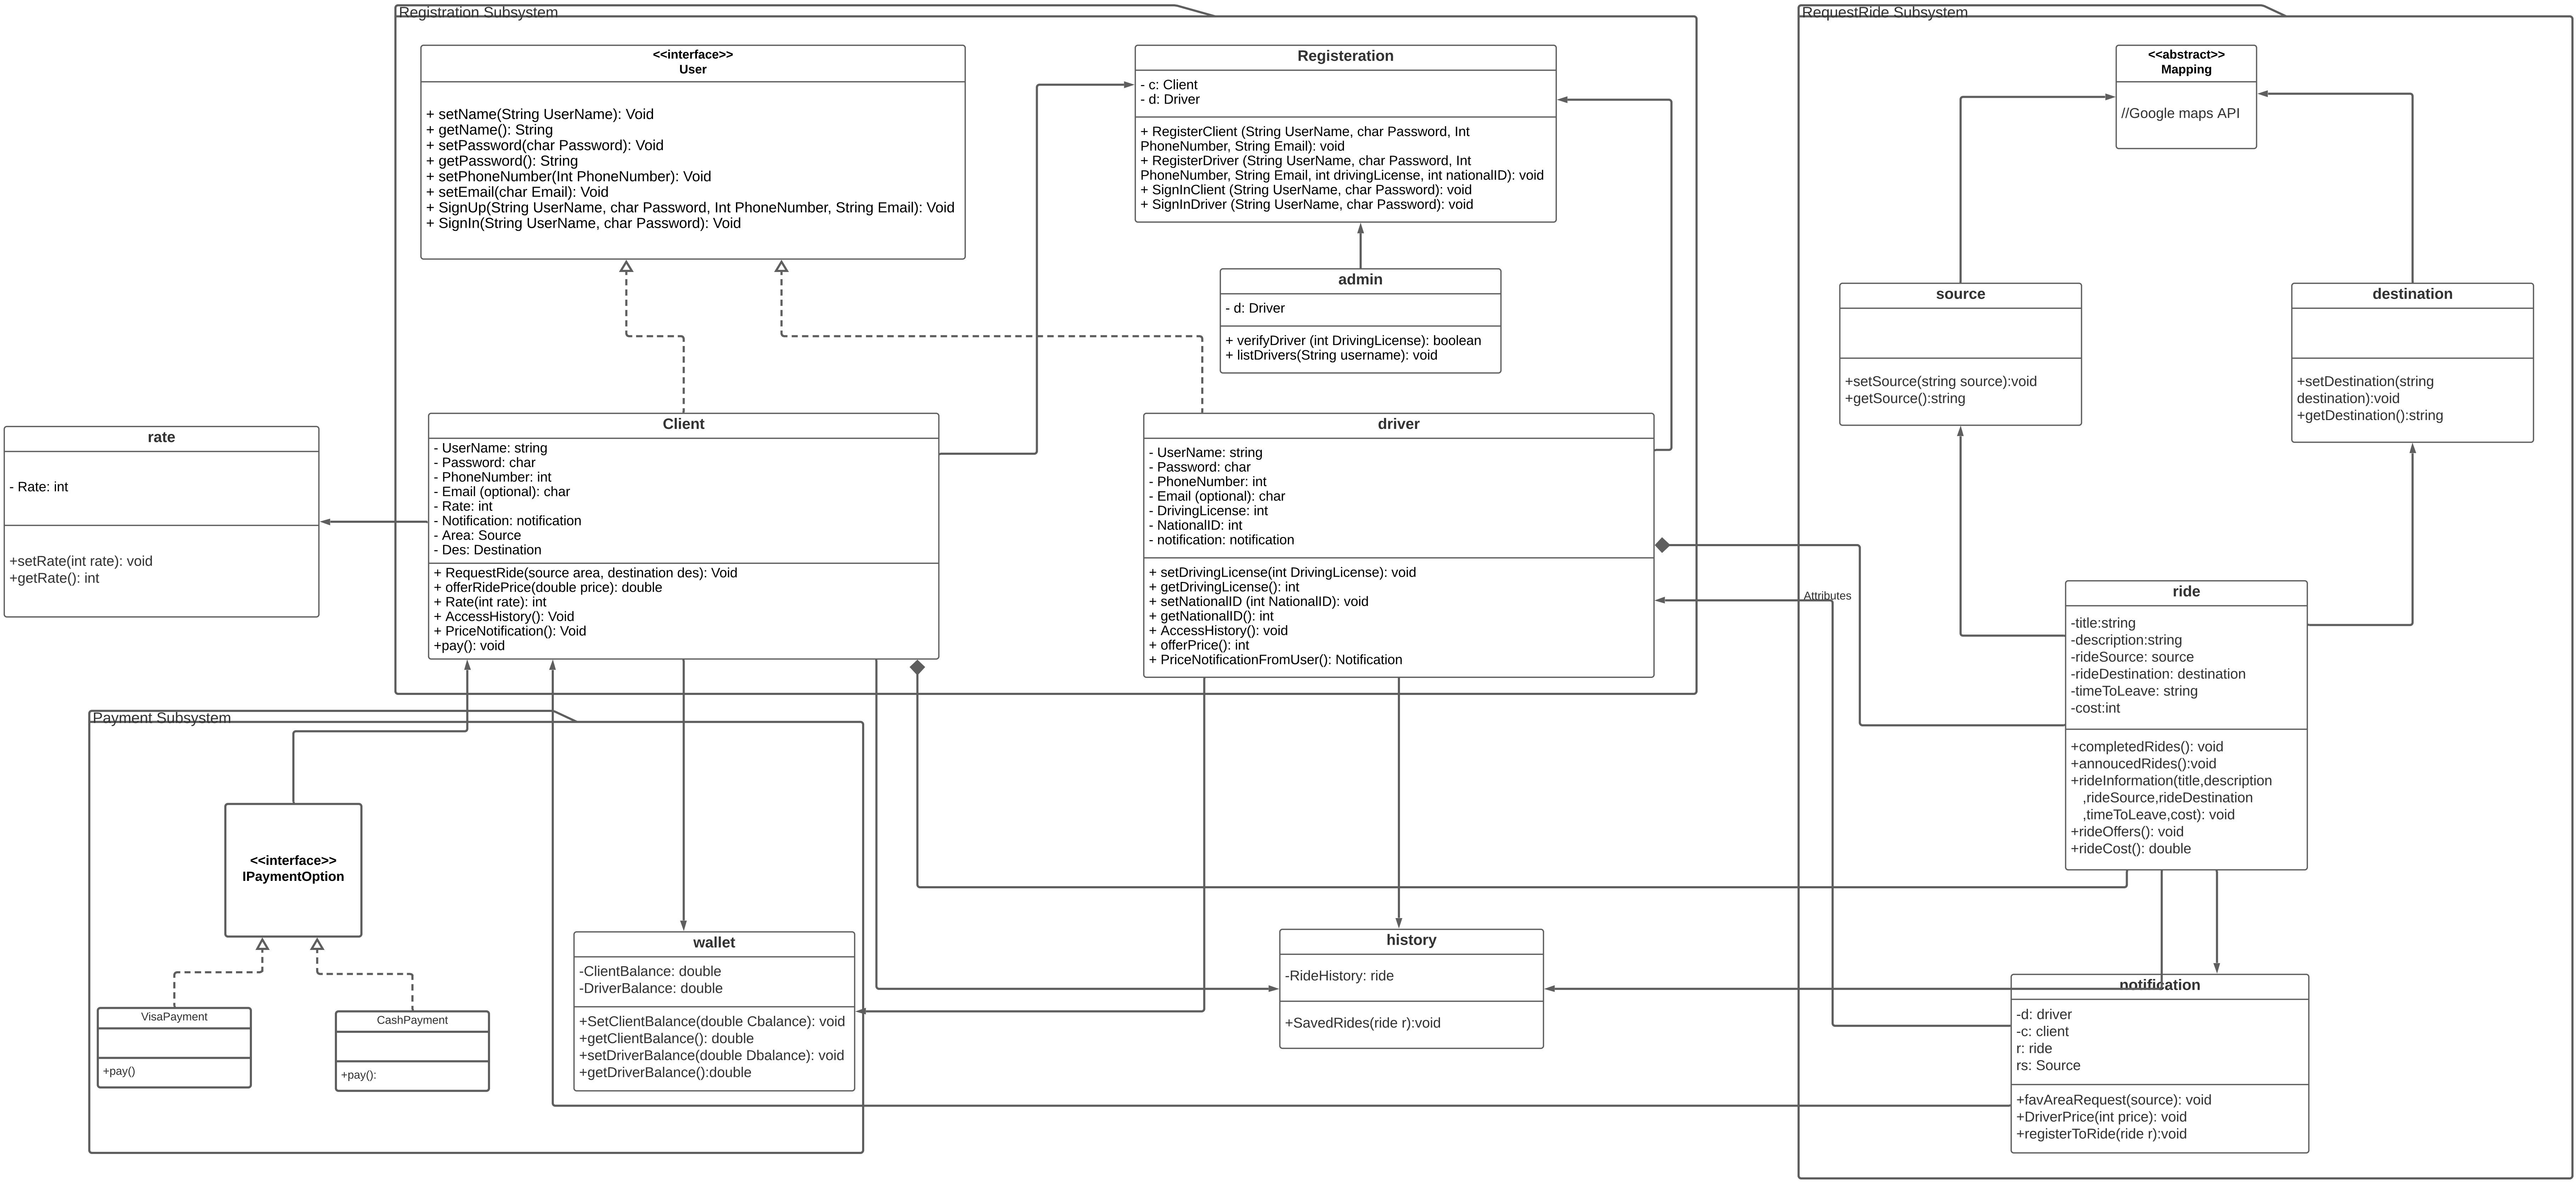 Registration Subsystem
<<interface>>
User
+ setName(String UserName): Void
+ getName(): String
+ setPassword(char Password): Void
+ getPassword(): String
+ setPhoneNumber(Int PhoneNumber): Void
+ setEmail(char Email): Void
+ SignUp(String UserName, char Password, Int PhoneNumber, String Email): Void
+ SignIn(String UserName, char Password): Void
Registeration
- c: Client
- d: Driver
+ RegisterClient (String UserName, char Password, Int
PhoneNumber, String Email): void
+ RegisterDriver (String UserName, char Password, Int
PhoneNumber, String Email, int drivingLicense, int nationalID): void
+ SignInClient (String UserName, char Password): void
+ SignInDriver (String UserName, char Password): void
admin
- d: Driver
+ verifyDriver (int DrivingLicense): boolean
+ listDrivers(String username): void
rate
- Rate: int
+setRate(int rate): void
+getRate(): int
Client
- UserName: string
- Password: char
- PhoneNumber: int
- Email (optional): char
- Rate: int
- Notification: notification
- Area: Source
- Des: Destination
+ RequestRide(source area, destination des): Void
+ offerRidePrice(double price): double
+ Rate(int rate): int
+ AccessHistory(): Void
+ PriceNotification(): Void
+pay(): void
driver
- UserName: string
- Password: char
- PhoneNumber: int
- Email (optional): char
- DrivingLicense: int
- NationalID: int
- notification: notification
+ setDrivingLicense(int DrivingLicense): void
+ getDrivingLicense(): int
+ setNationalID (int NationalID): void
+ getNationalID(): int
+ AccessHistory(): void
+ offerPrice(): int
+ PriceNotificationFromUser(): Notification
RequestRide Subsystem
<<abstract>>
Mapping
//Google maps API
source
+setSource(string source):void
+getSource():string
destination
+setDestination(string
destination):void
+getDestination():string
Attributes
ride
-title:string
-description:string
-rideSource: source
-rideDestination: destination
-timeToLeave: string
-cost:int
+completedRides(): void
+annoucedRides():void
+rideInformation(title,description
,rideSource,rideDestination
,timeToLeave,cost): void
+rideOffers(): void
+rideCost(): double
Payment Subsystem
<<interface>>
IPaymentOption
VisaPayment
+pay()
CashPayment
+pay():
wallet
-ClientBalance: double
-DriverBalance: double
+SetClientBalance(double Cbalance): void
+getClientBalance(): double
+setDriverBalance(double Dbalance): void
+getDriverBalance():double
history
-RideHistory: ride
+SavedRides(ride r):void
notification
-d: driver
-c: client
r: ride
rs: Source
+favAreaRequest(source): void
+DriverPrice(int price): void
+registerToRide(ride r):void